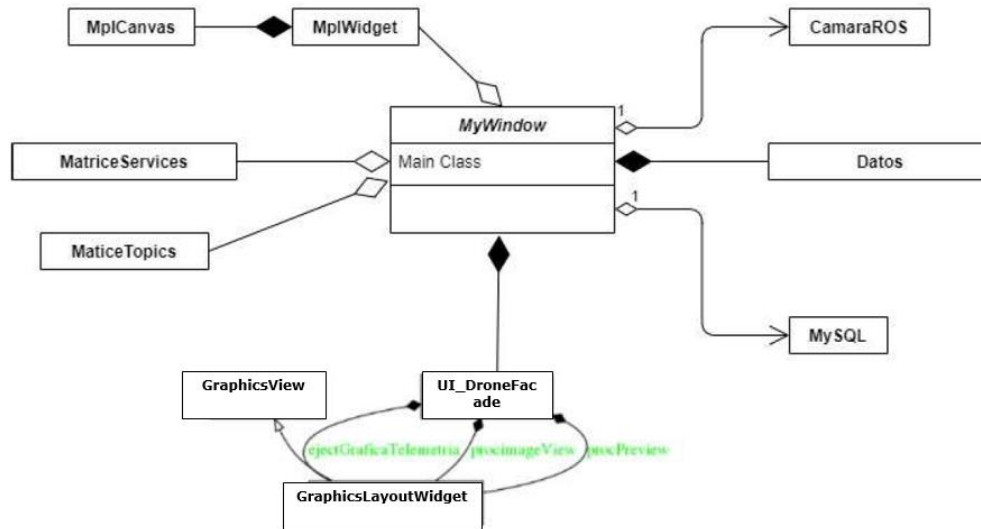 MplCanvas
MplWidget
CamaraROS
1
MyWindow
Main Class
MatriceServices
Datos
1
MaticeTopics
MySQL
GraphicsView
UI_DroneFac
ade
ejectGraficaTelemetria
procimageView
procPreview
GraphicsLayoutWidget